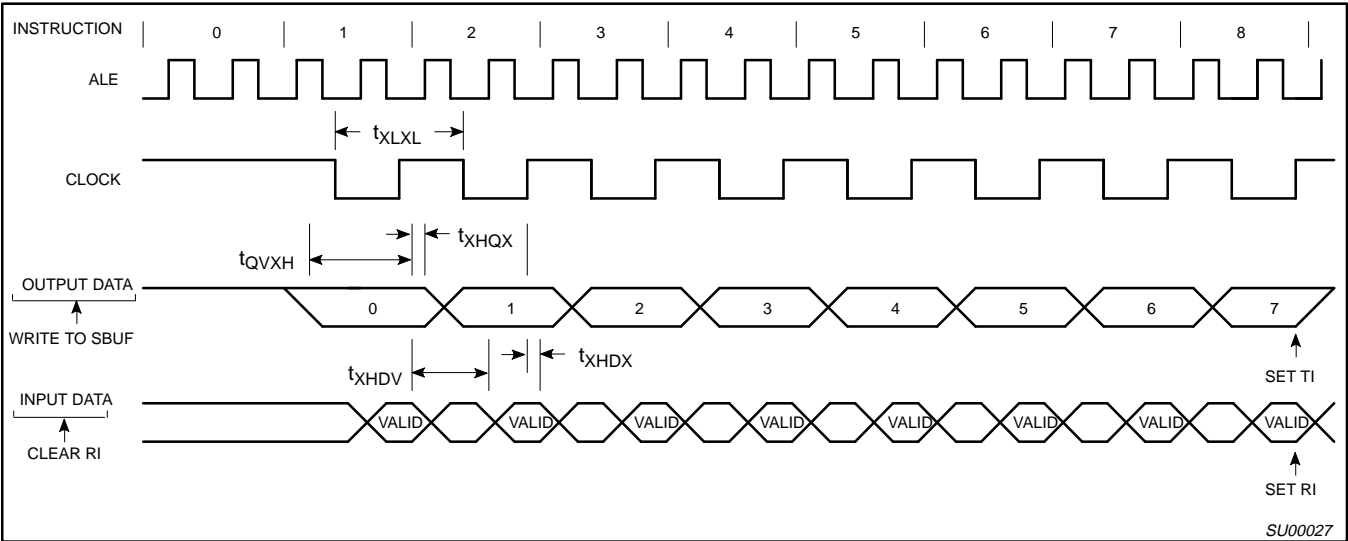 INSTRUCTION 0 1 2 3 4 5 6 7 8
ALE
tXLXL
CLOCK
tXHQX
tQVXH
OUTPUT DATA
0 1 2 3 4 5 6 7
WRITE TO SBUF
tXHDX
tXHDV
SET TI
INPUT DATA
VALID VALID VALID VALID VALID VALID VALID VALID
CLEAR RI
SET RI
SU00027